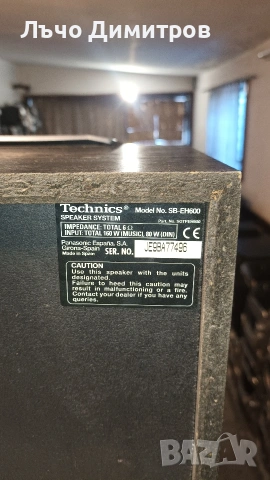 Лъчо Димитров
Technics® Model No. SB-EH600
SPEAKER SYSTEM
IMPEDANCE: TOTAL 6 Ω
INPUT: TOTAL 160 W (MUSIC), 80 W (DIN)
CE
Panasonic España, S.A.
Girona-Spain
Made in Spain
SER. NO. JE9BA77496
CAUTION
Use this speaker with the units
designated.
Failure to heed this caution may
result in malfunctioning or a fire.
Contact your dealer if you have any
queries.
BAZAR